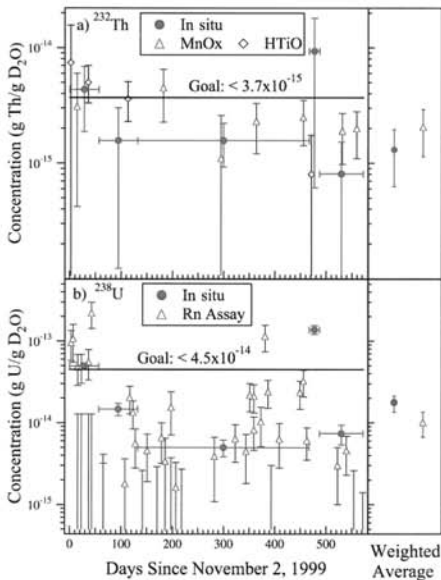 a) ²³²Th
In situ
MnOx
HTiO
Goal: < 3.7x10⁻¹⁵
Concentration (g Th/g D₂O)
10⁻¹⁴
10⁻¹⁵
b) ²³⁸U
In situ
Rn Assay
Goal: < 4.5x10⁻¹⁴
Concentration (g U/g D₂O)
10⁻¹³
10⁻¹⁴
10⁻¹⁵
0 100 200 300 400 500
Days Since November 2, 1999
Weighted
Average